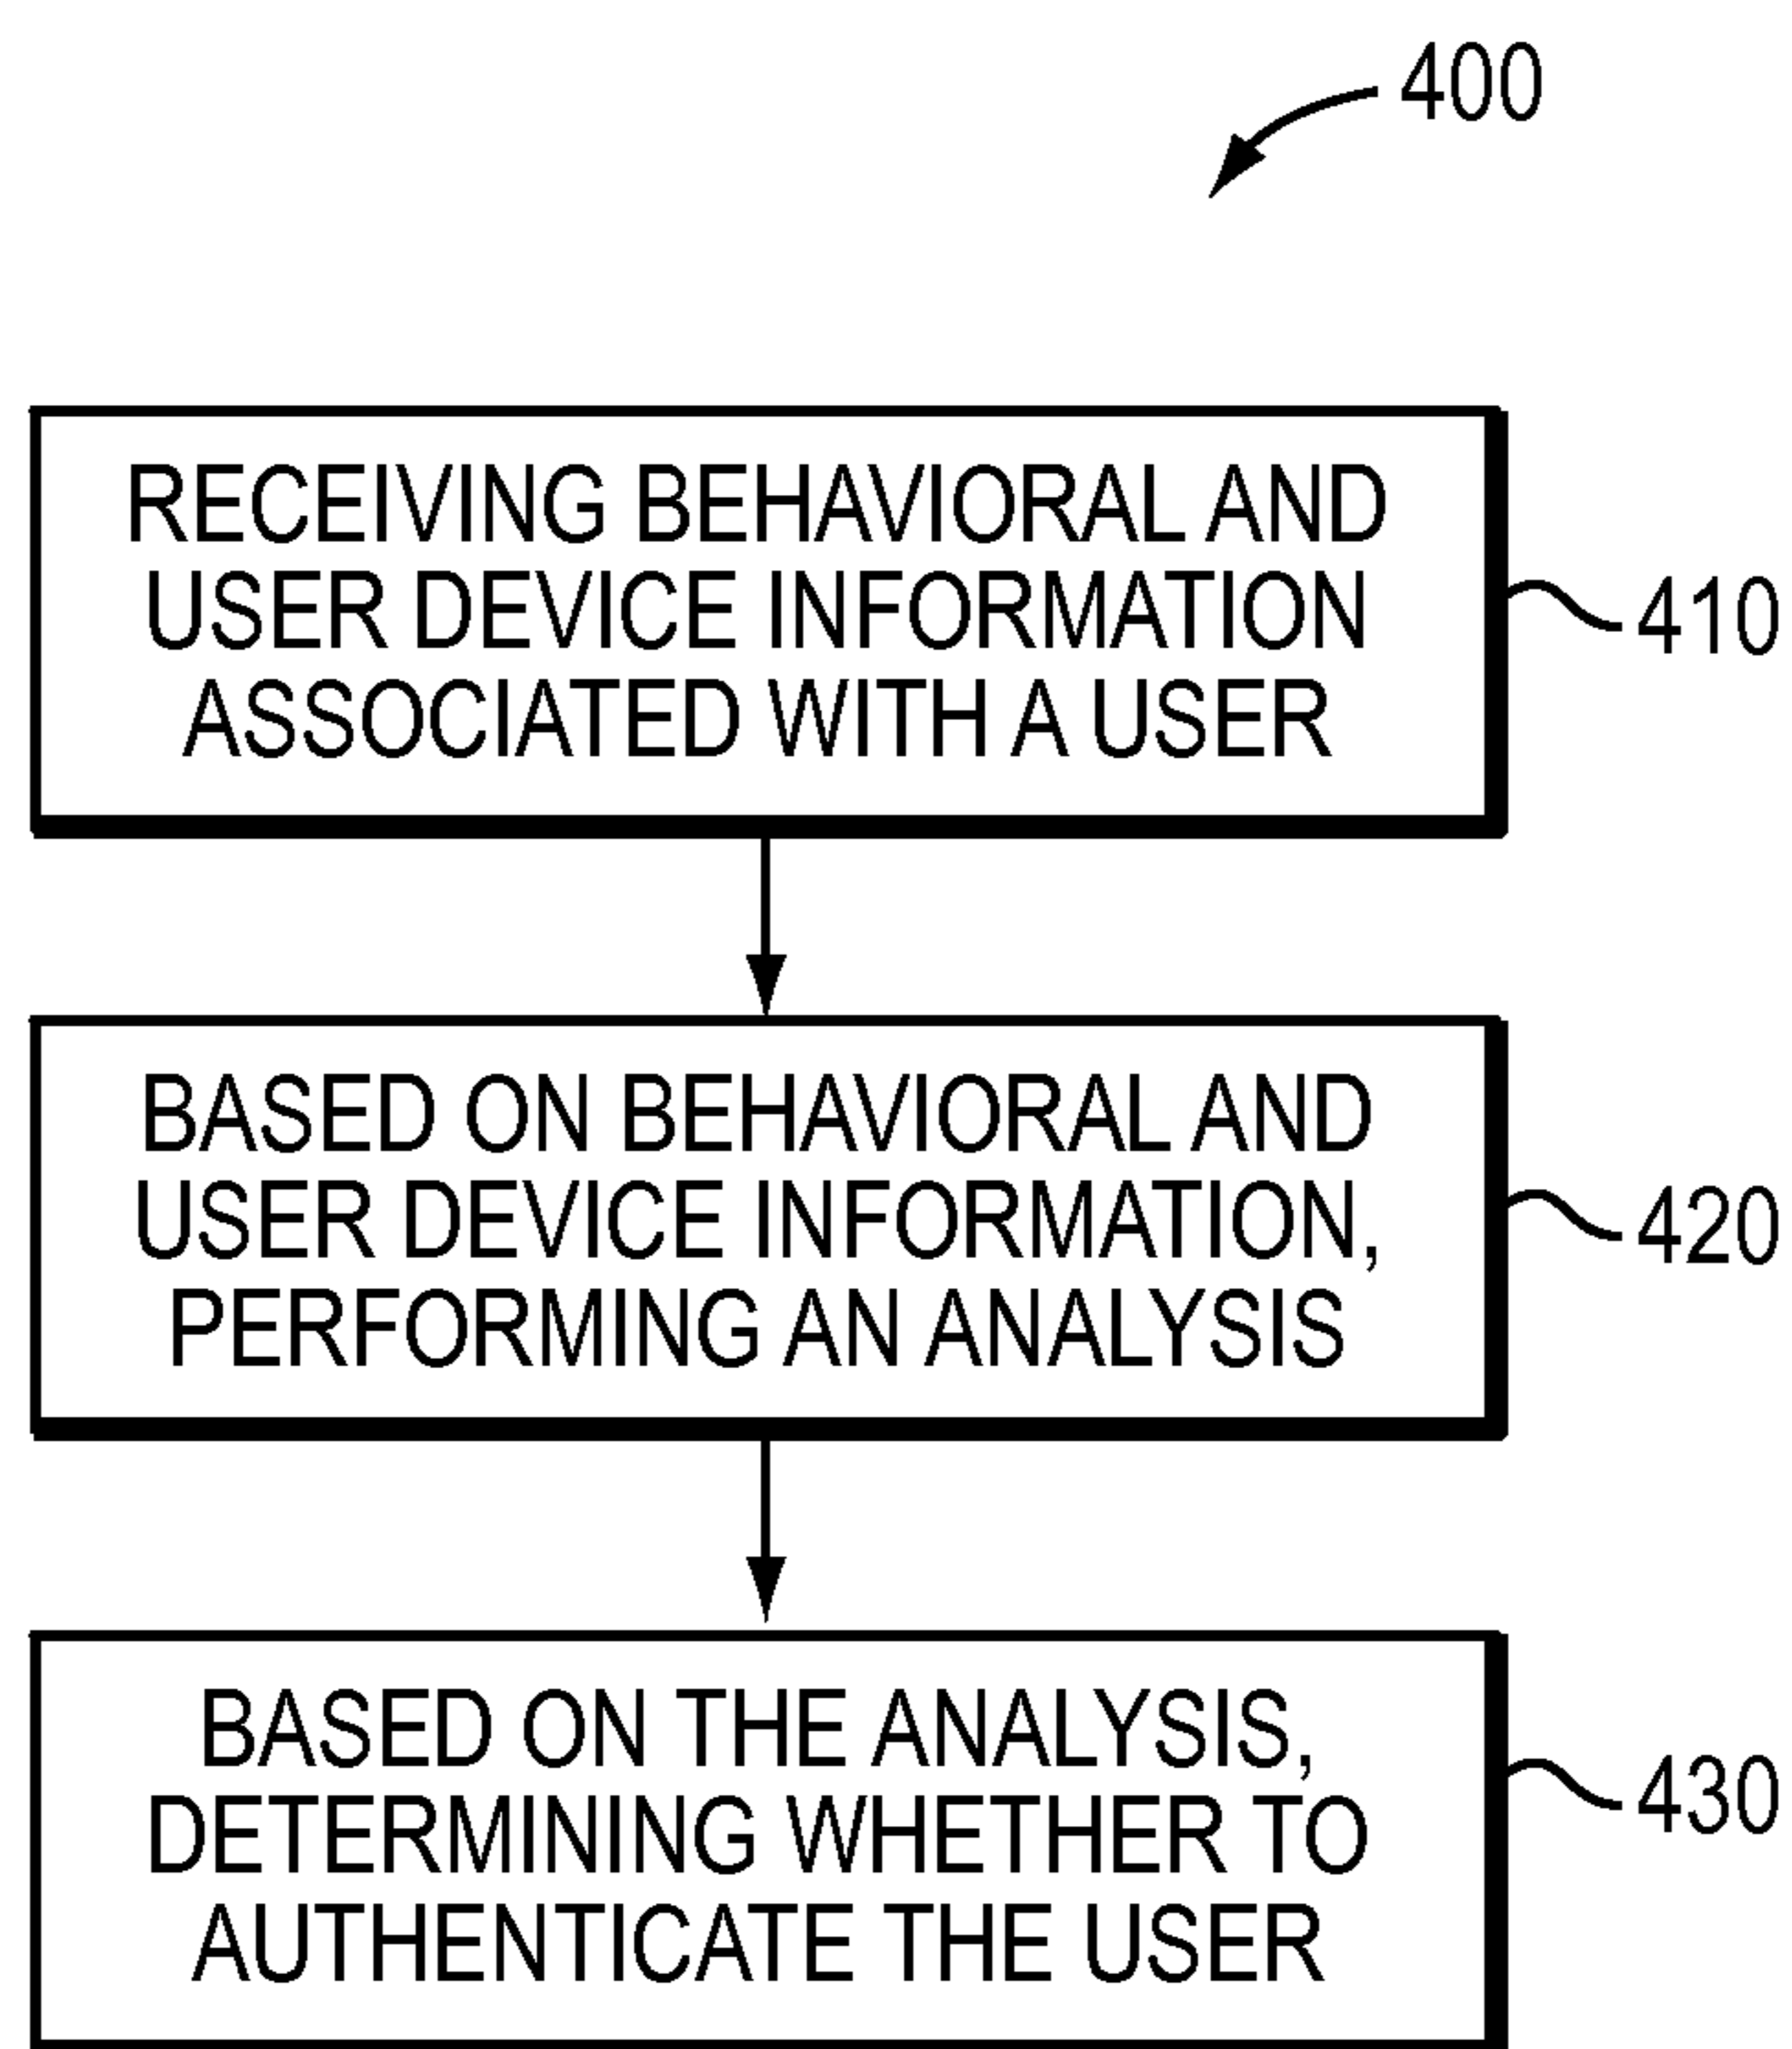 400
RECEIVING BEHAVIORAL AND
USER DEVICE INFORMATION
ASSOCIATED WITH A USER
410
BASED ON BEHAVIORAL AND
USER DEVICE INFORMATION,
PERFORMING AN ANALYSIS
420
BASED ON THE ANALYSIS,
DETERMINING WHETHER TO
AUTHENTICATE THE USER
430